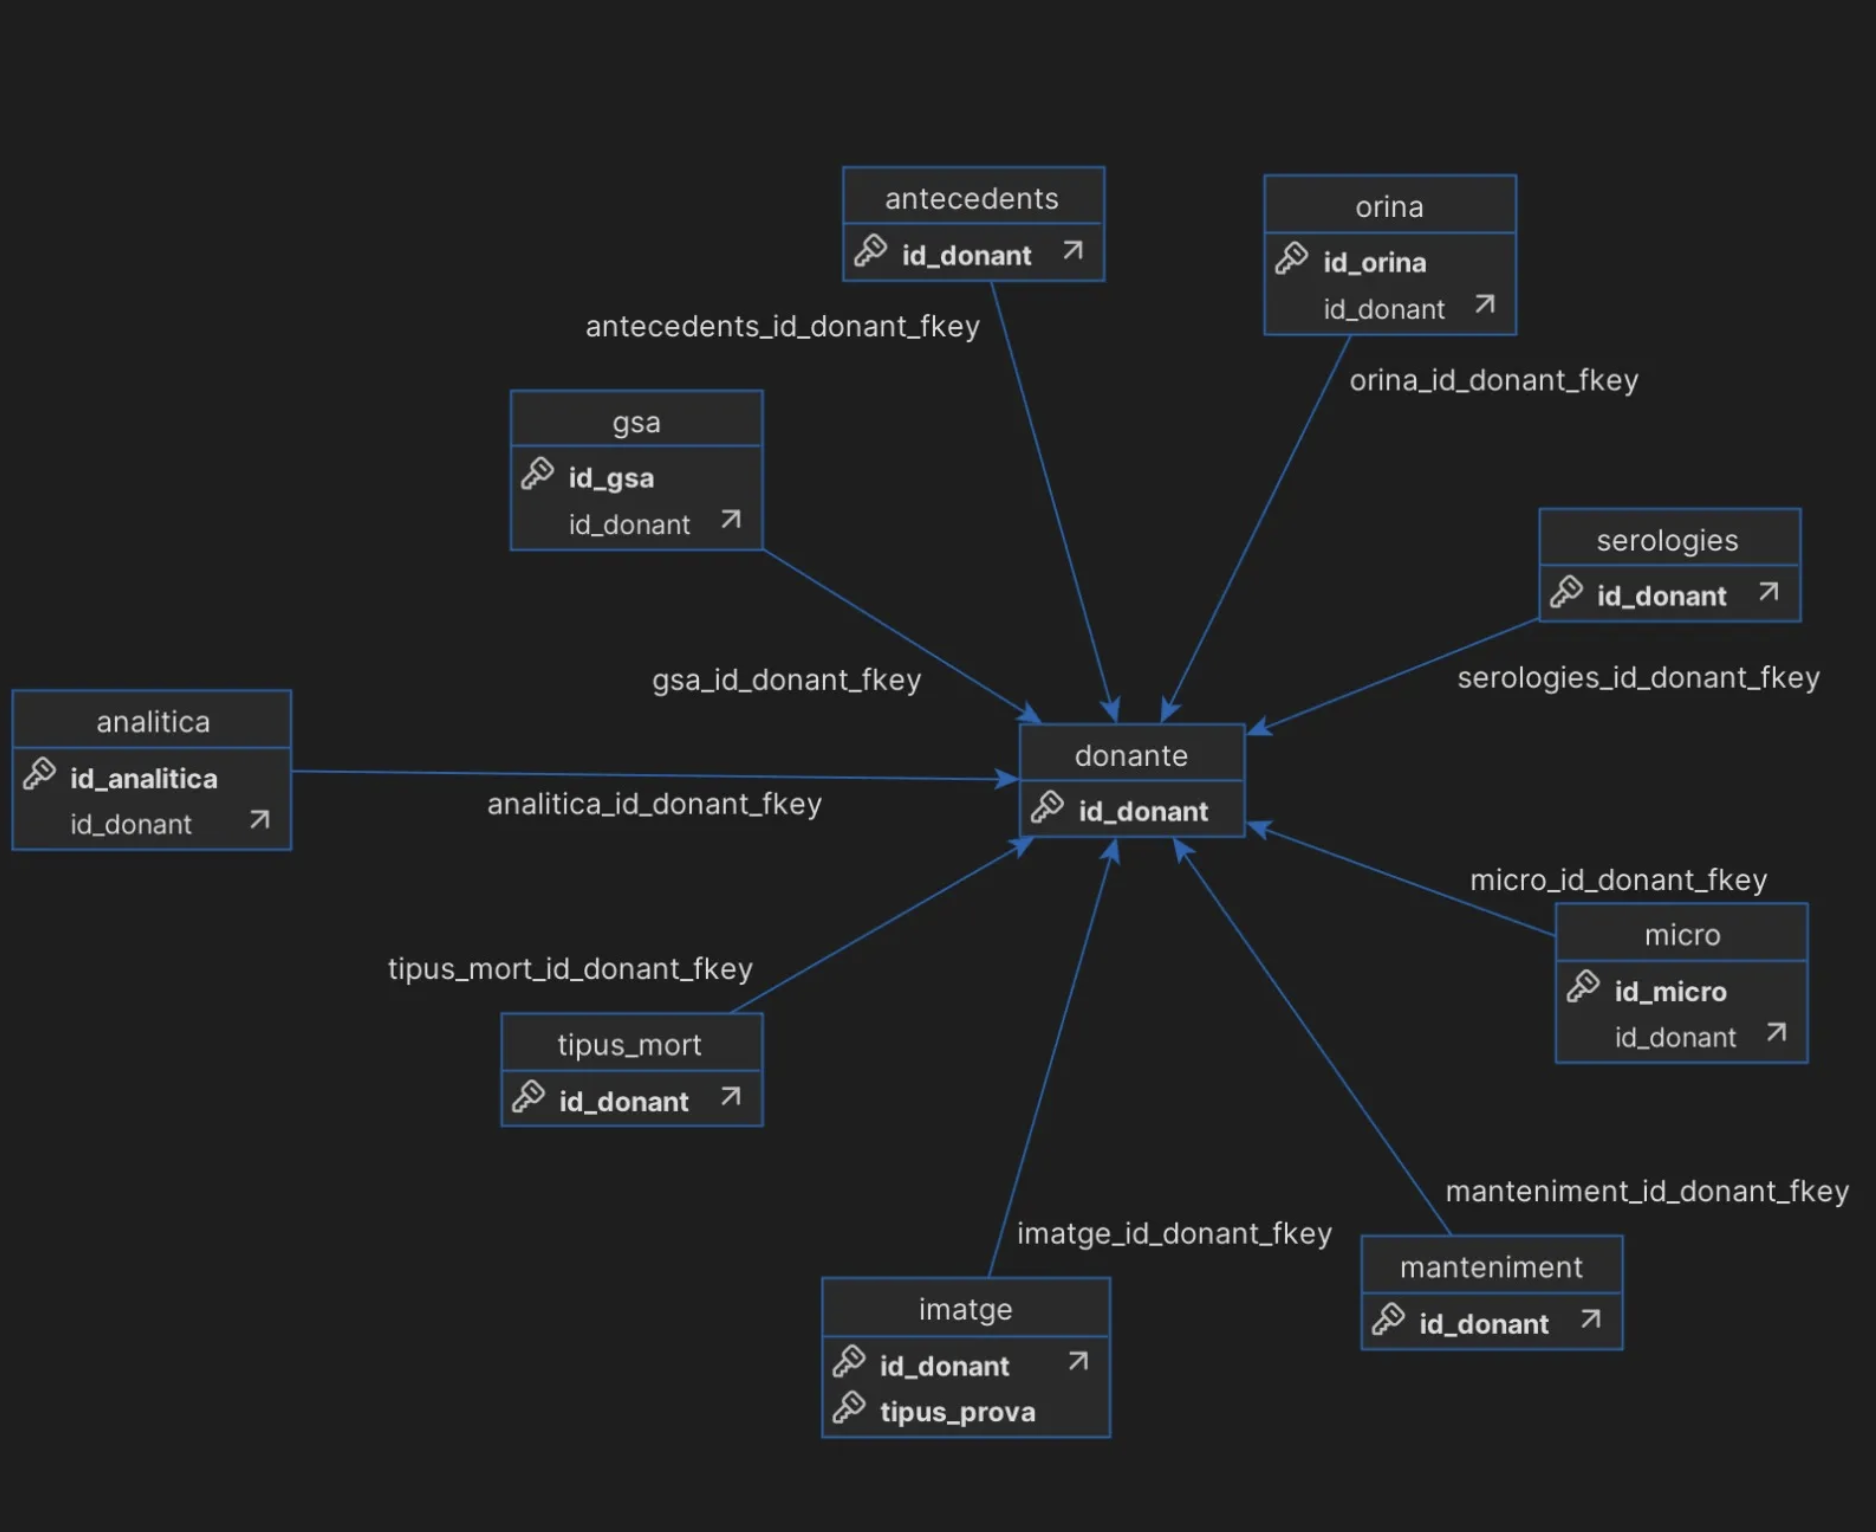 antecedents
id_donant
antecedents_id_donant_fkey
orina
id_orina
id_donant
orina_id_donant_fkey
gsa
id_gsa
id_donant
gsa_id_donant_fkey
serologies
id_donant
serologies_id_donant_fkey
analitica
id_analitica
id_donant
analitica_id_donant_fkey
donante
id_donant
micro_id_donant_fkey
micro
id_micro
id_donant
tipus_mort_id_donant_fkey
tipus_mort
id_donant
imatge_id_donant_fkey
imatge
id_donant
tipus_prova
manteniment_id_donant_fkey
manteniment
id_donant